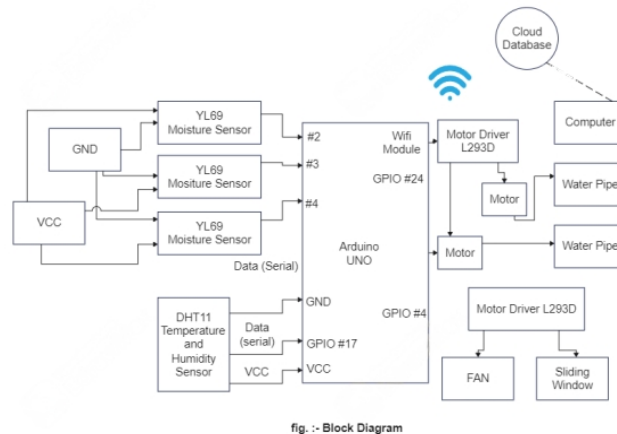 Cloud
Database
YL69
Moisture Sensor
#2
Wifi
Module
Motor Driver
L293D
Computer
GND
YL69
Mositure Sensor
#3
GPIO #24
Motor
Water Pipe
VCC
YL69
Moisture Sensor
#4
Arduino
UNO
Motor
Water Pipe
Data (Serial)
DHT11
Temperature
and
Humidity
Sensor
GND
Data
(serial)
GPIO #17
VCC
VCC
GPIO #4
Motor Driver L293D
FAN
Sliding
Window
fig. :- Block Diagram